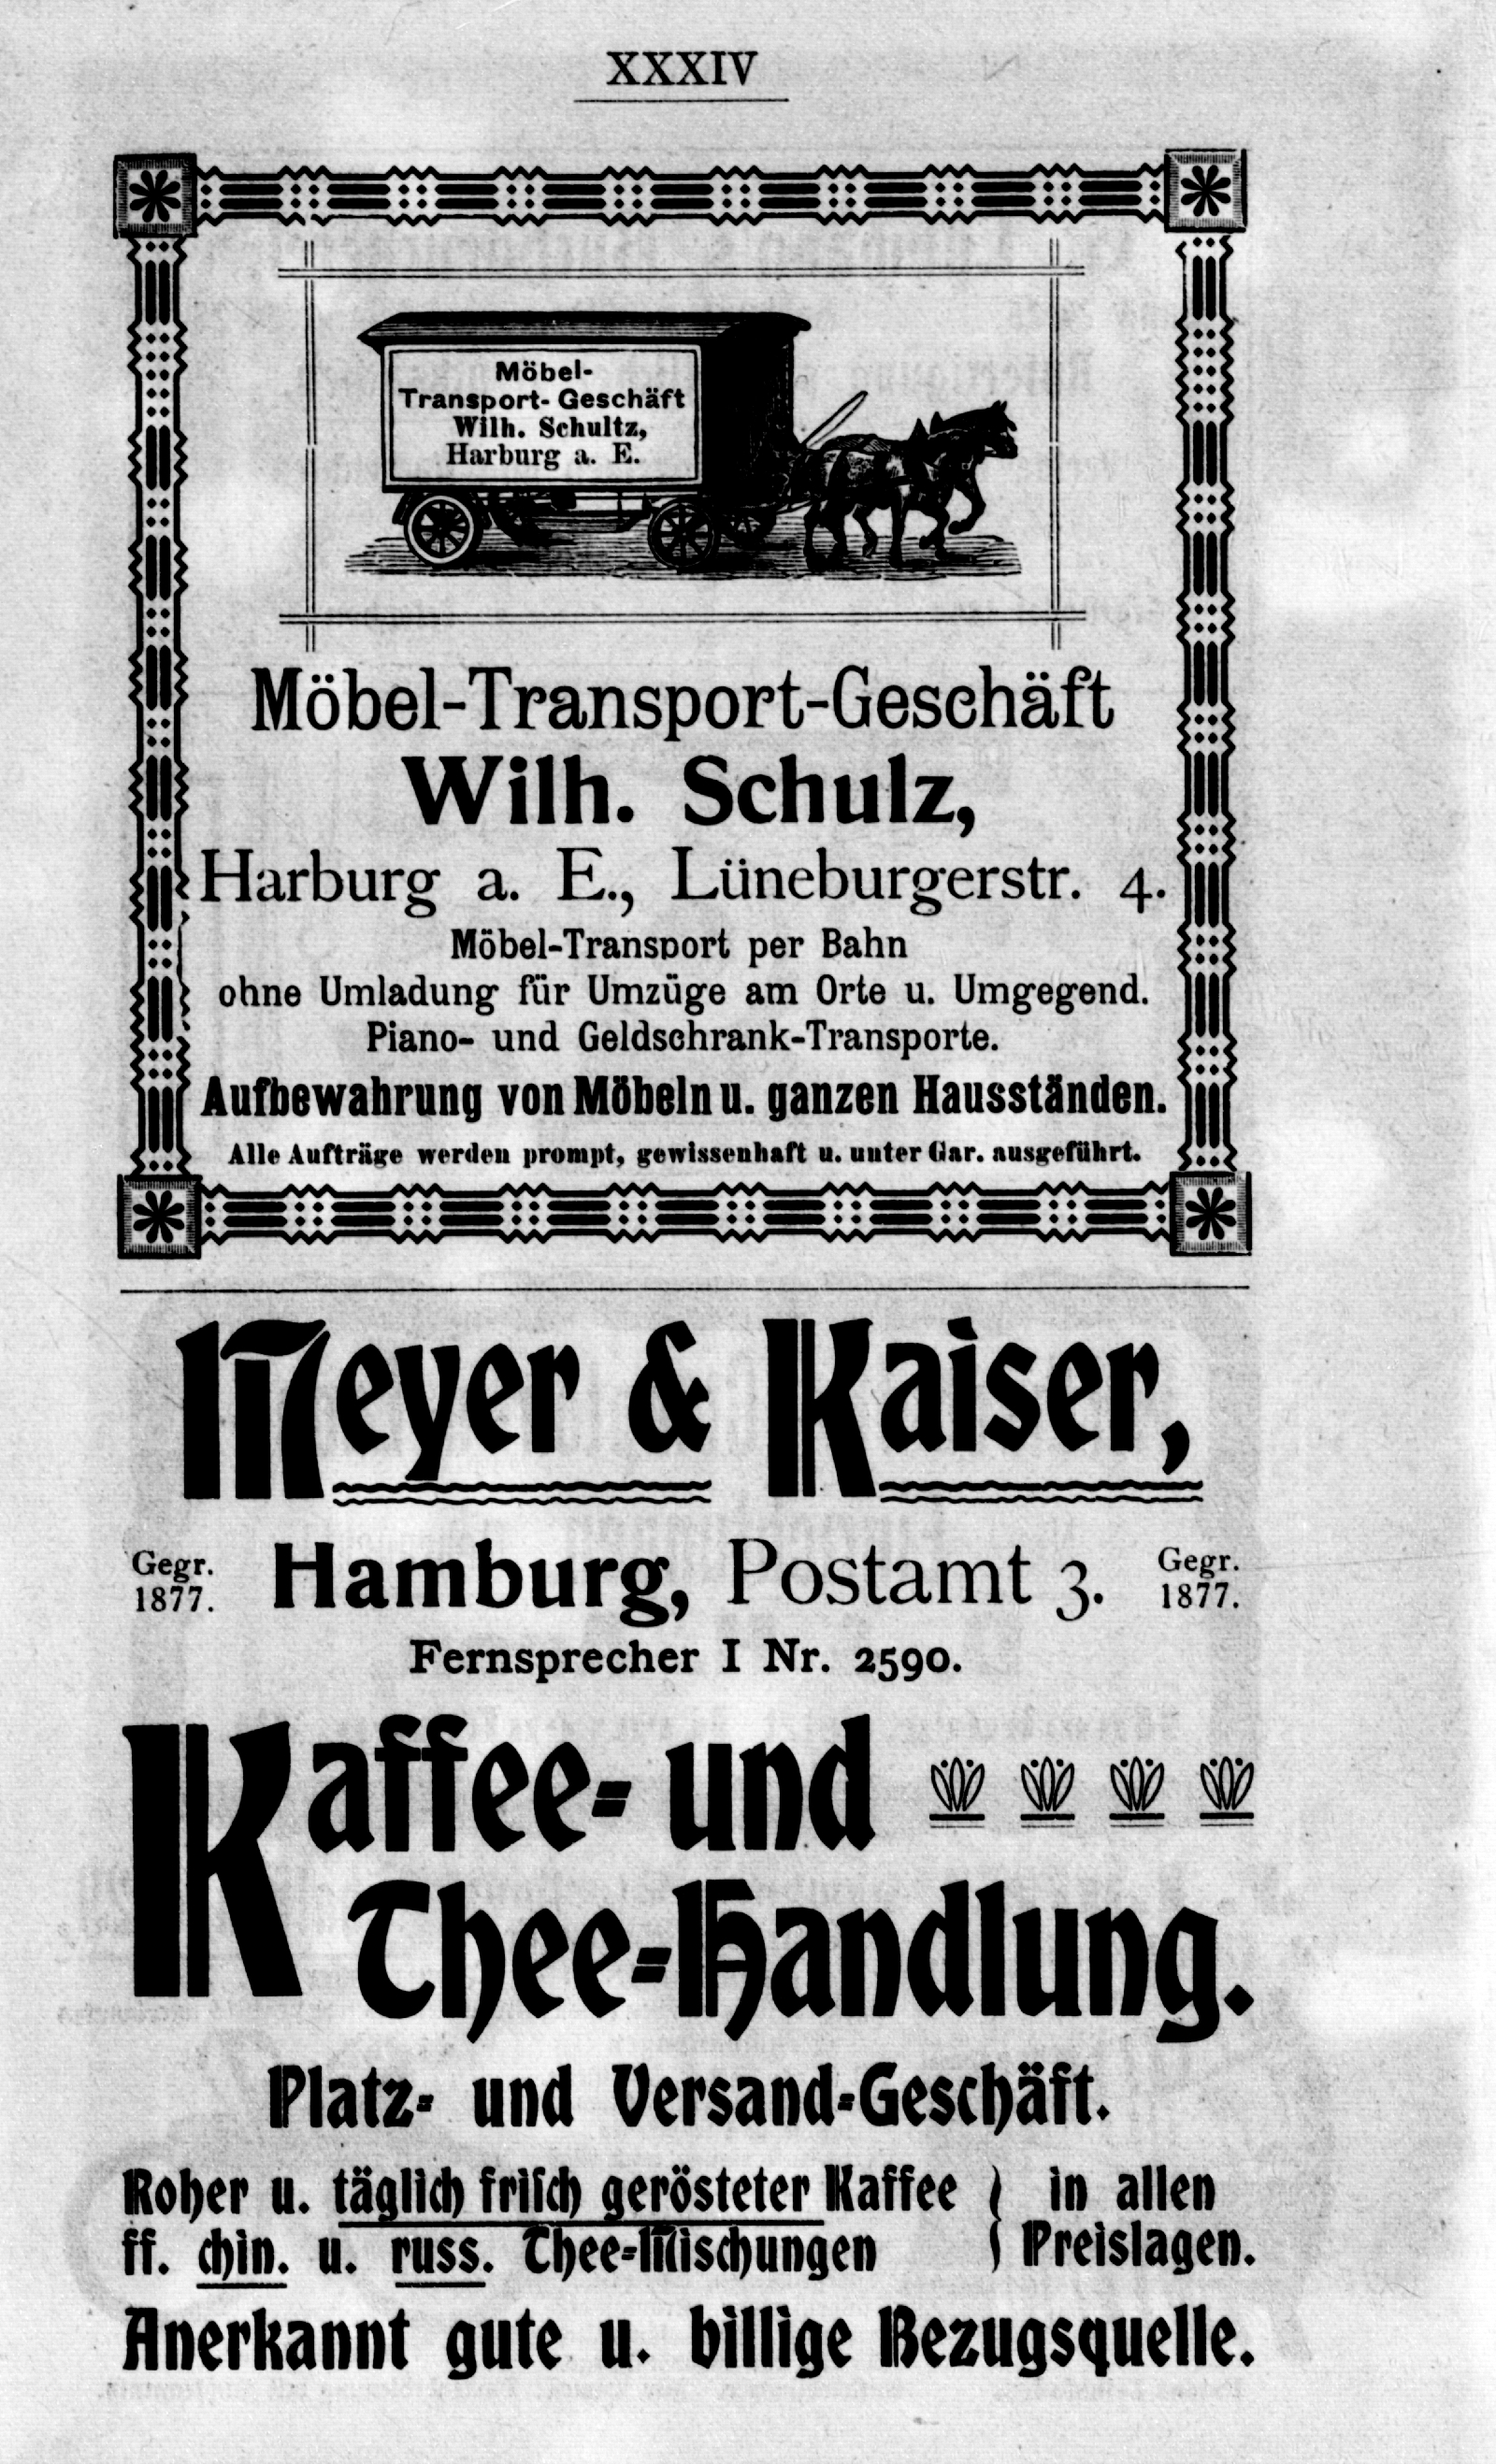 XXXIV
Möbel-
Transport-Geschäft
Wilh. Schultz,
Harburg a. E.
Möbel-Transport-Geschäft
Wilh. Schulz,
Harburg a. E., Lüneburgerstr. 4.
Möbel-Transport per Bahn
ohne Umladung für Umzüge am Orte u. Umgegend.
Piano- und Geldschrank-Transporte.
Aufbewahrung von Möbeln u. ganzen Hausständen.
Alle Aufträge werden prompt, gewissenhaft u. unter Gar. ausgeführt.
Meyer & Kaiser,
Gegr. 1877. Hamburg, Postamt 3. Gegr. 1877.
Fernsprecher I Nr. 2590.
Kaffee- und
Thee-Handlung.
Platz- und Versand-Geschäft.
Roher u. täglich frisch gerösteter Kaffee } in allen
ff. chin. u. russ. Thee-Mischungen } Preislagen.
Anerkannt gute u. billige Bezugsquelle.